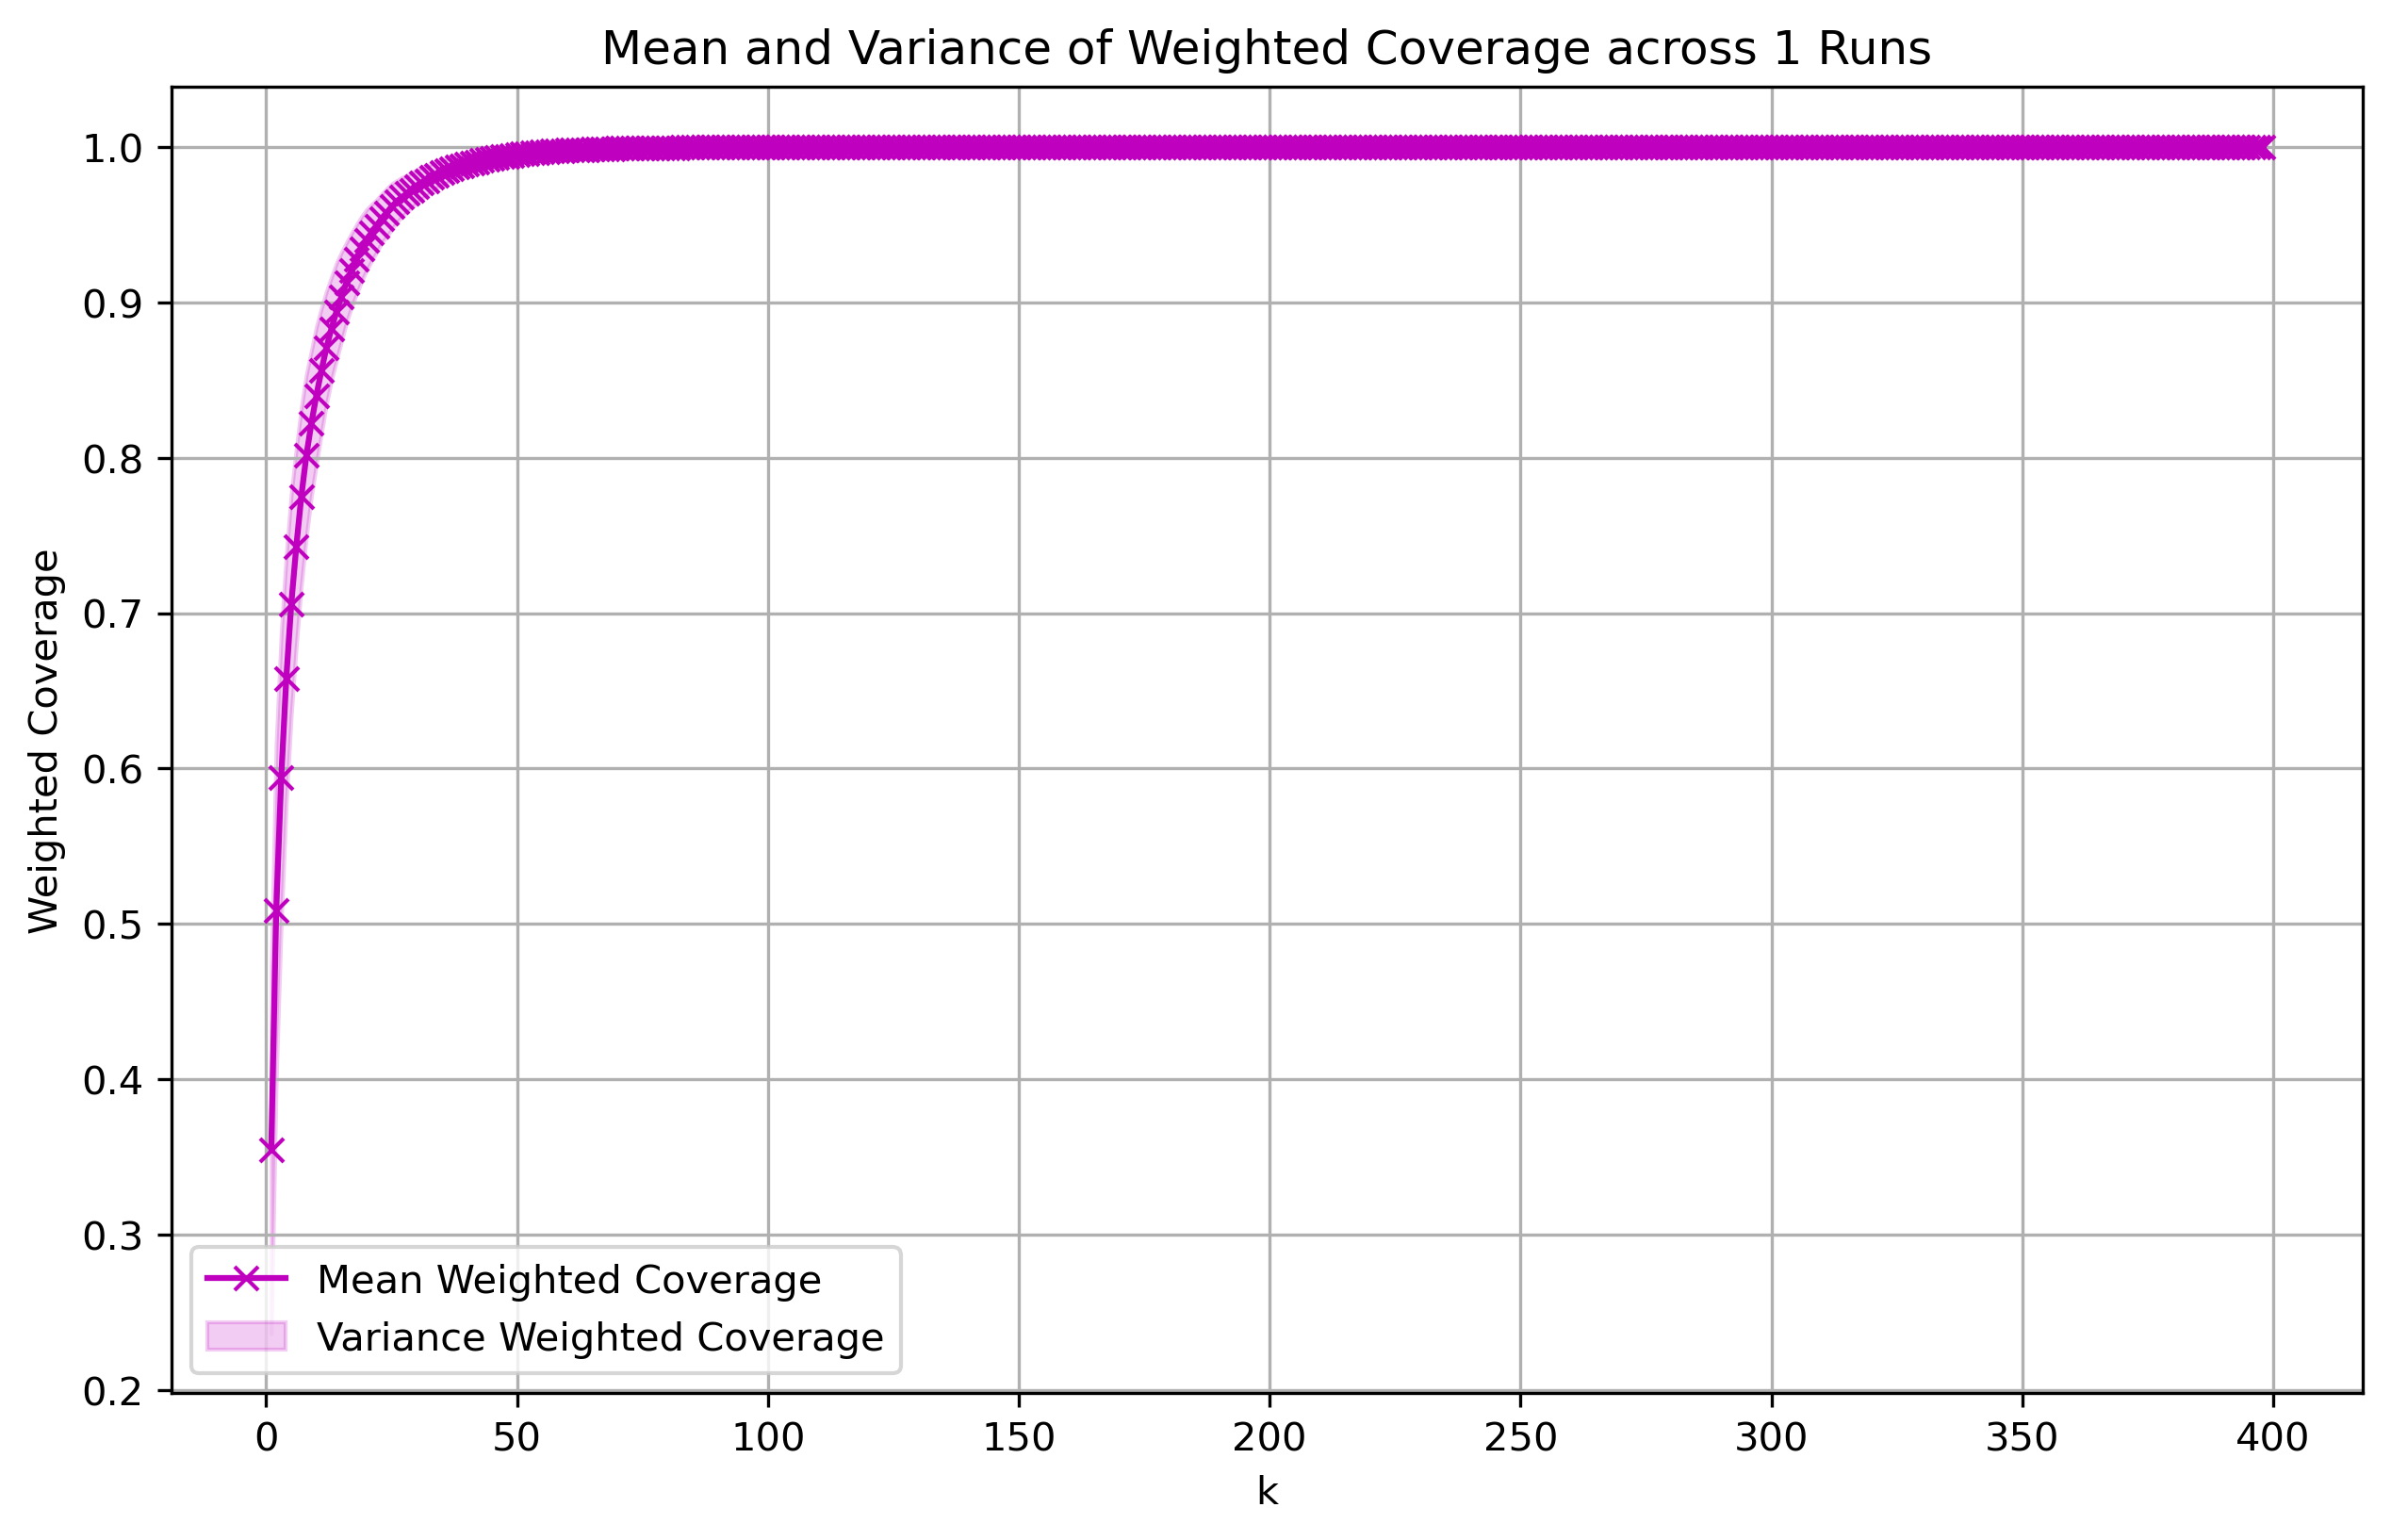 Mean and Variance of Weighted Coverage across 1 Runs
Weighted Coverage
1.0
0.9
0.8
0.7
0.6
0.5
0.4
0.3
0.2
Mean Weighted Coverage
Variance Weighted Coverage
0 50 100 150 200 250 300 350 400
k